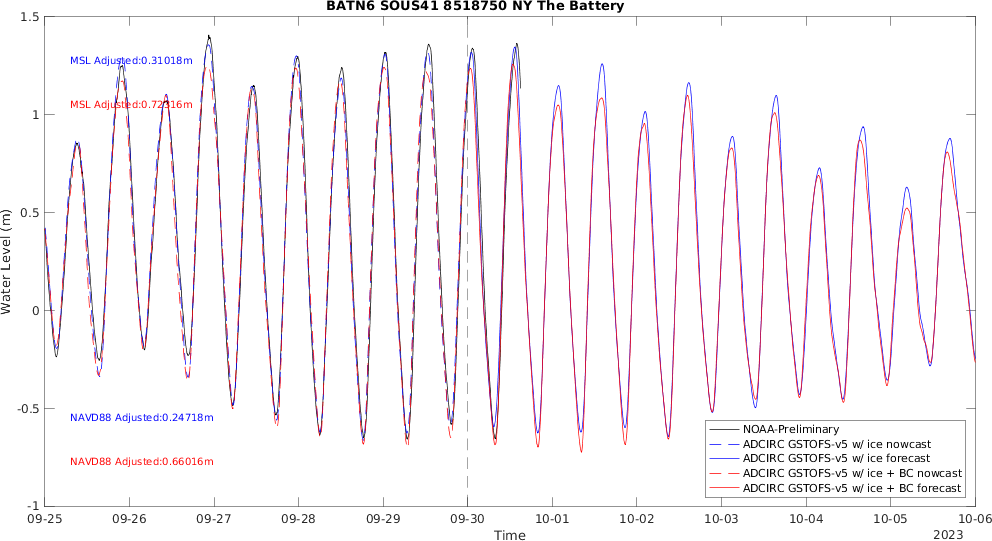 BATN6 SOUS41 8518750 NY The Battery
1.5
1
0.5
0
-0.5
-1
Water Level (m)
MSL Adjusted:0.31018m
MSL Adjusted:0.72316m
NAVD88 Adjusted:0.24718m
NAVD88 Adjusted:0.66016m
NOAA-Preliminary
ADCIRC GSTOFS-v5 w/ ice nowcast
ADCIRC GSTOFS-v5 w/ ice forecast
ADCIRC GSTOFS-v5 w/ ice + BC nowcast
ADCIRC GSTOFS-v5 w/ ice + BC forecast
09-25 09-26 09-27 09-28 09-29 09-30 10-01 10-02 10-03 10-04 10-05 10-06
Time
2023